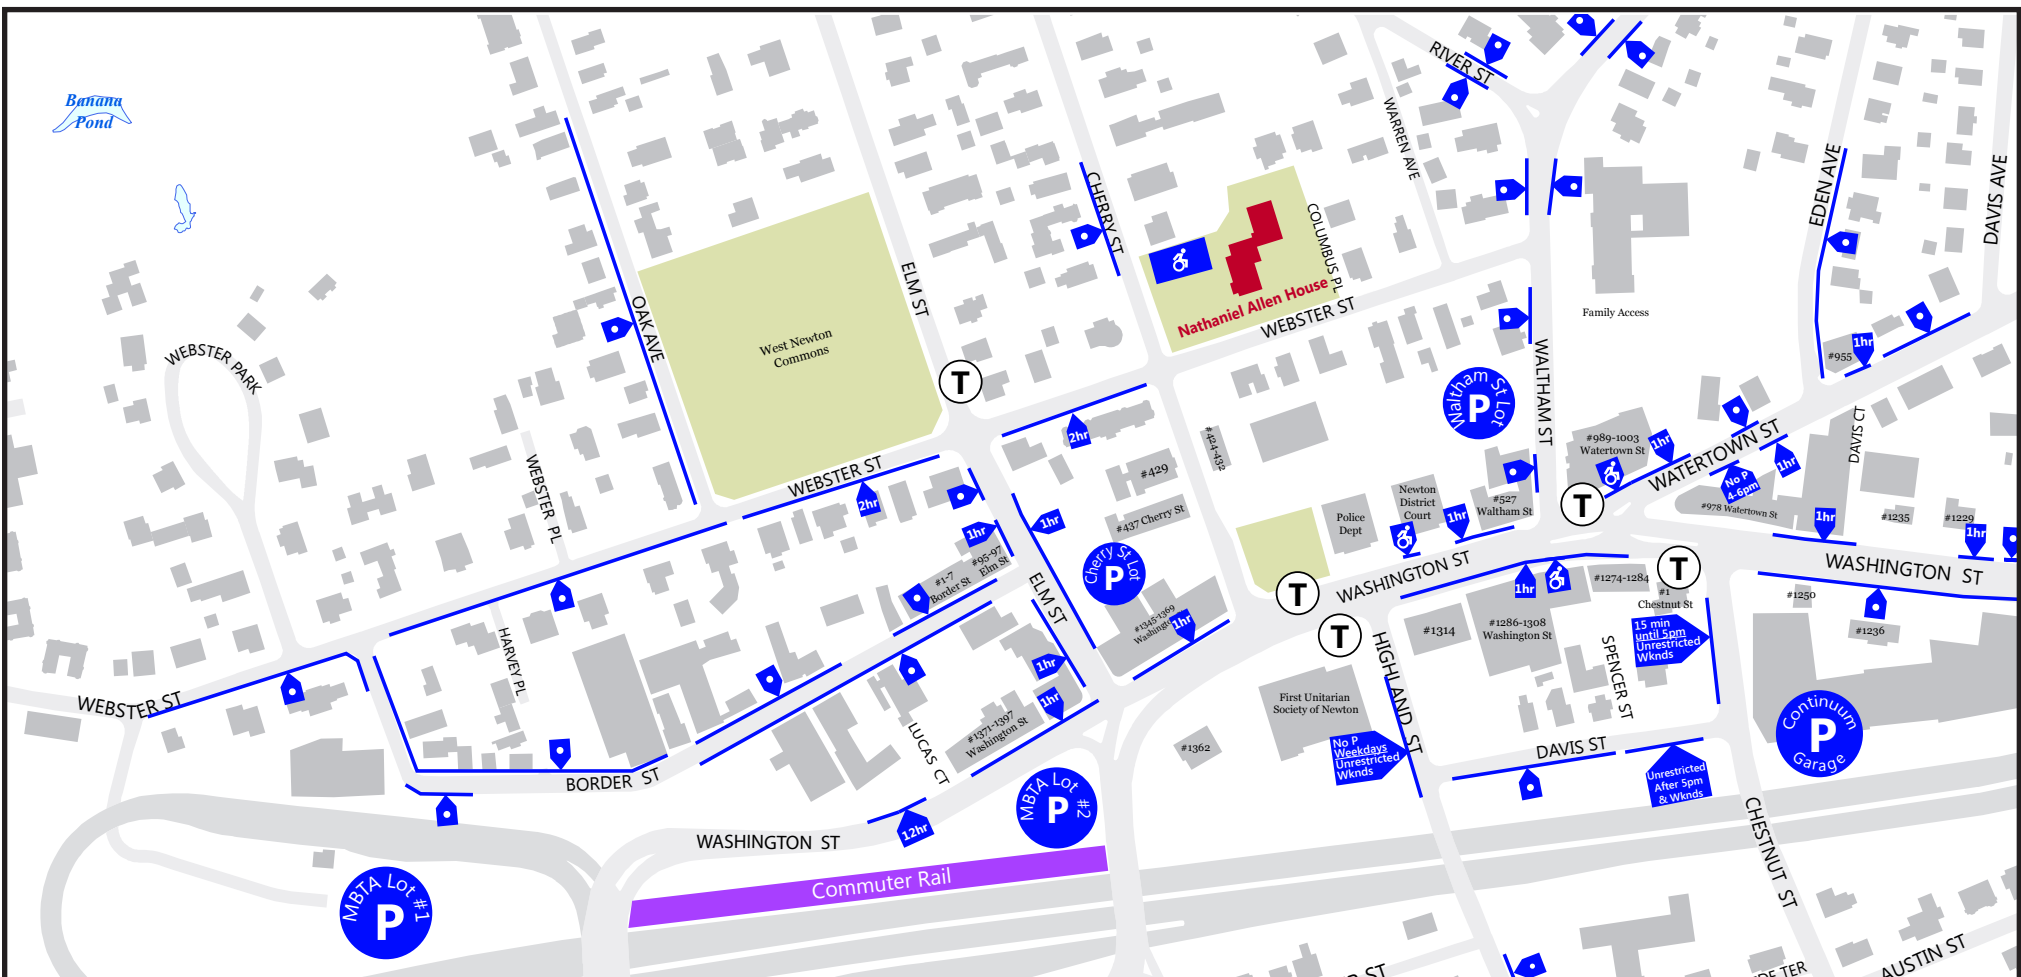 Banana
Pond
RIVER ST
WARREN AVE
EDEN AVE
DAVIS AVE
CHERRY ST
COLUMBUS PL
Nathaniel Allen House
WEBSTER ST
Family Access
ELM ST
OAK AVE
West Newton
Commons
WEBSTER PARK
T
WALTHAM ST
Waltham St Lot
P
#955
1hr
2hr
#424-432
#429
#437 Cherry St
#989-1003
Watertown St
1hr
WATERTOWN ST
DAVIS CT
No P
4-6pm
1hr
#978 Watertown St
#1235
#1229
1hr
1hr
WEBSTER PL
WEBSTER ST
2hr
1hr
1hr
#95-97
Elm St
#1-7
Border St
Cherry St Lot
P
Police
Dept
Newton
District
Court
1hr
#527
Waltham St
T
WASHINGTON ST
WASHINGTON ST
T
T
T
1hr
#1274-1284
#1
Chestnut St
#1250
#1236
#1314
#1286-1308
Washington St
15 min
until 5pm
Unrestricted
Wknds
SPENCER ST
ELM ST
#1345-1369
1hr
HARVEY PL
WEBSTER ST
1hr
1hr
#1371-1397
Washington St
LUCAS CT
First Unitarian
Society of Newton
HIGHLAND ST
#1362
No P
Weekdays
Unrestricted
Wknds
DAVIS ST
Unrestricted
After 5pm
& Wknds
Continuum
P
Garage
BORDER ST
MBTA Lot #2
P
12hr
WASHINGTON ST
Commuter Rail
MBTA Lot #1
P
CHESTNUT ST
AUSTIN ST